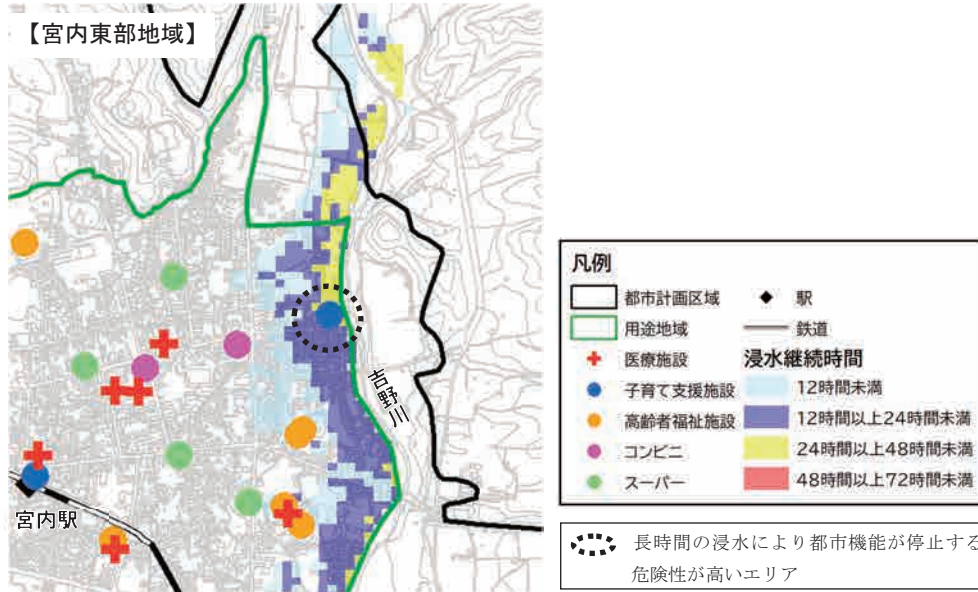 【宮内東部地域】
吉野川
宮内駅
凡例
都市計画区域
駅
用途地域
鉄道
医療施設
浸水継続時間
子育て支援施設
12時間未満
高齢者福祉施設
12時間以上24時間未満
コンビニ
24時間以上48時間未満
スーパー
48時間以上72時間未満
長時間の浸水により都市機能が停止する
危険性が高いエリア